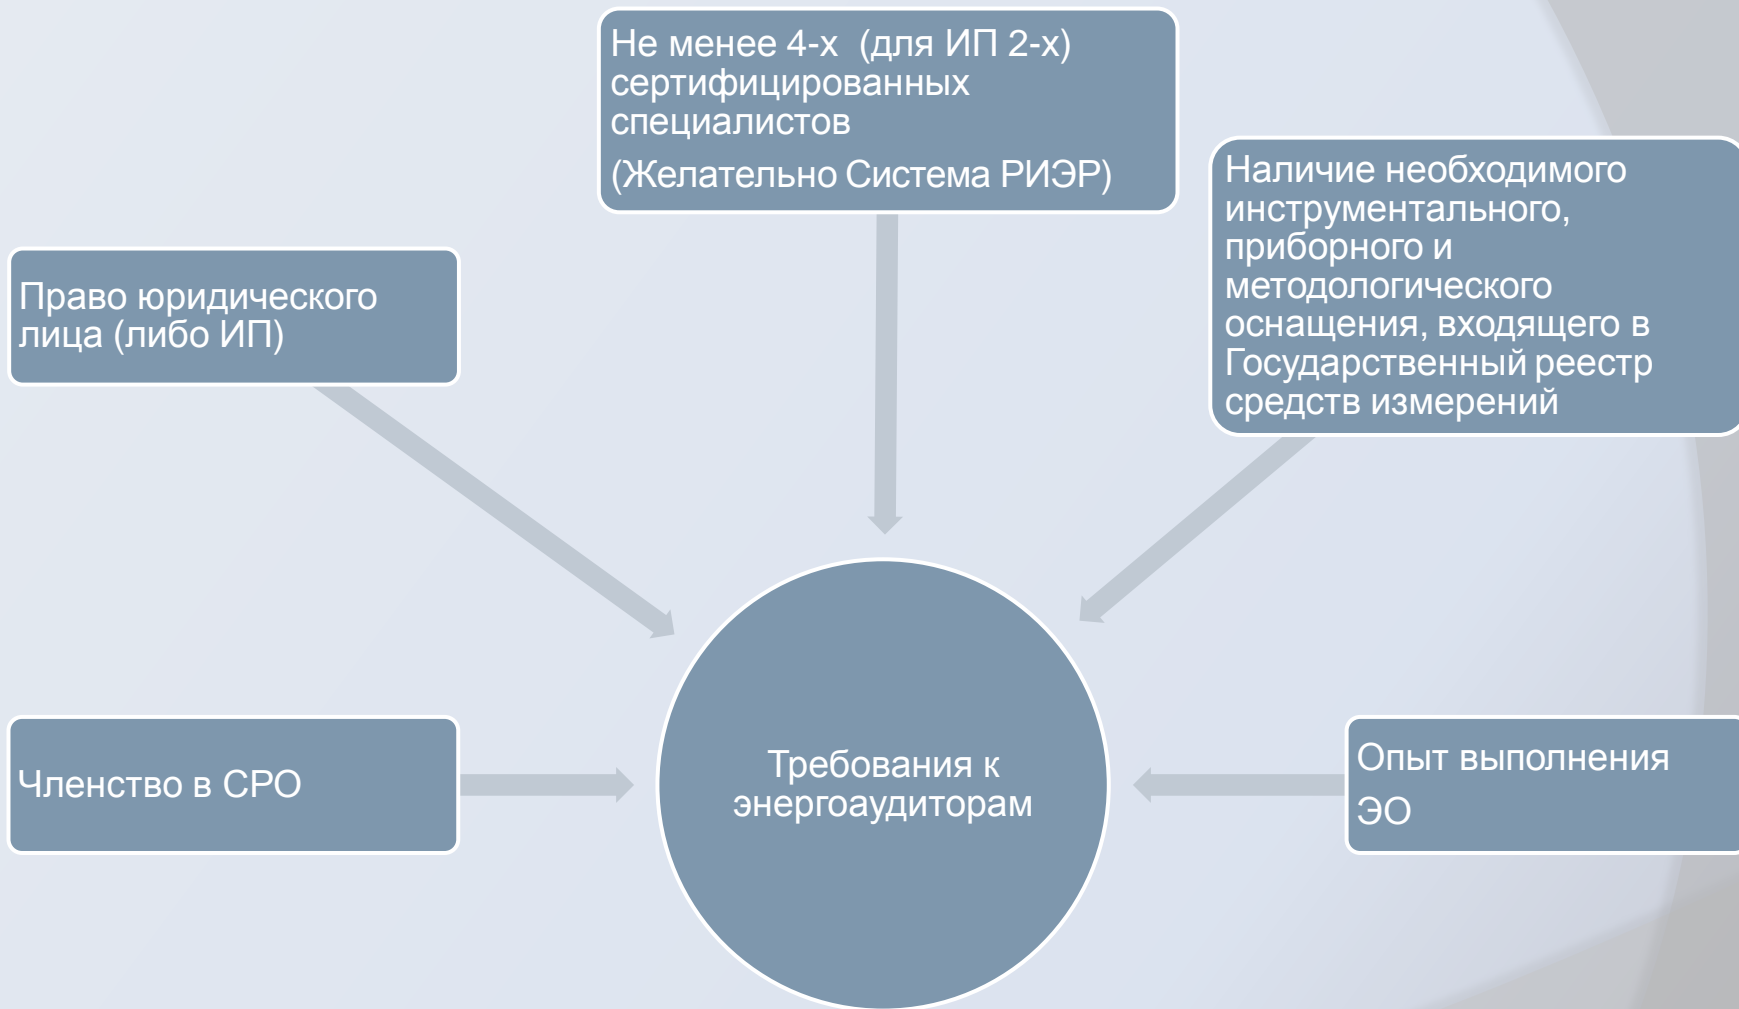 Не менее 4-х (для ИП 2-х)
сертифицированных
специалистов
(Желательно Система РИЭР)
Наличие необходимого
инструментального,
приборного и
методологического
оснащения, входящего в
Государственный реестр
средств измерений
Право юридического
лица (либо ИП)
Членство в СРО
Требования к
энергоаудиторам
Опыт выполнения
ЭО